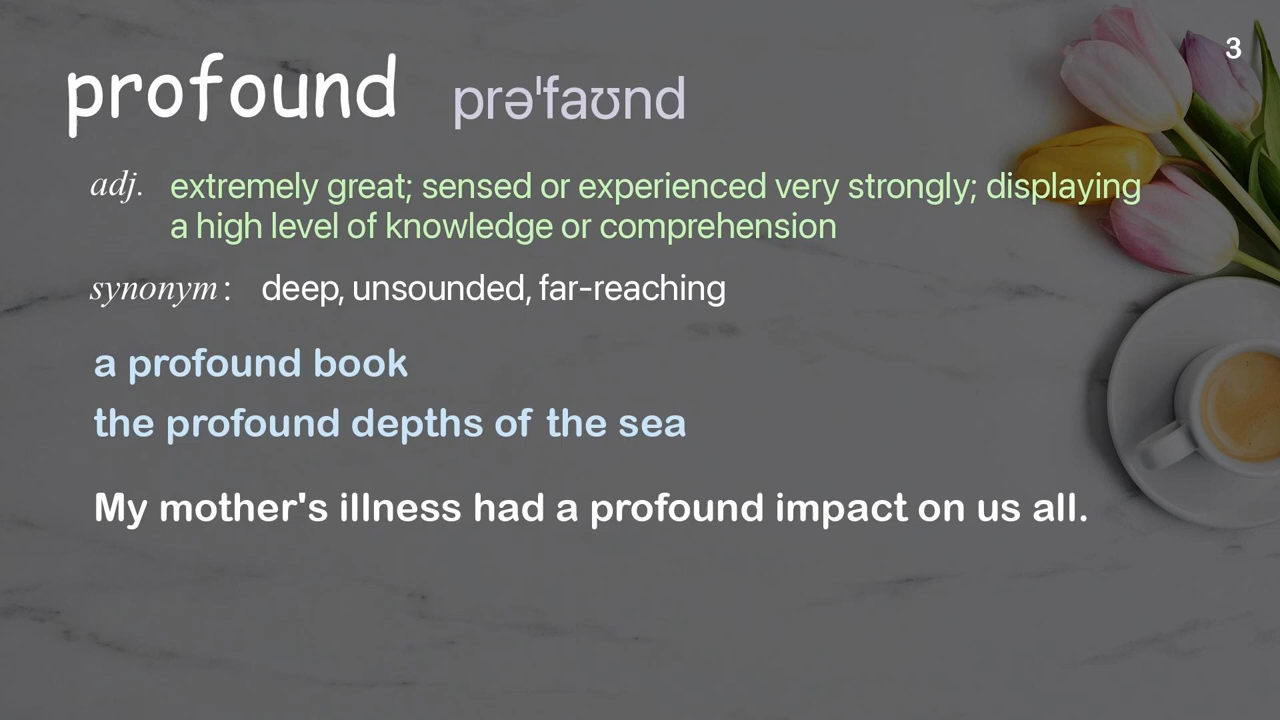 3
profound prə'faʊnd
adj. extremely great; sensed or experienced very strongly; displaying
a high level of knowledge or comprehension
synonym : deep, unsounded, far-reaching
a profound book
the profound depths of the sea
My mother's illness had a profound impact on us all.